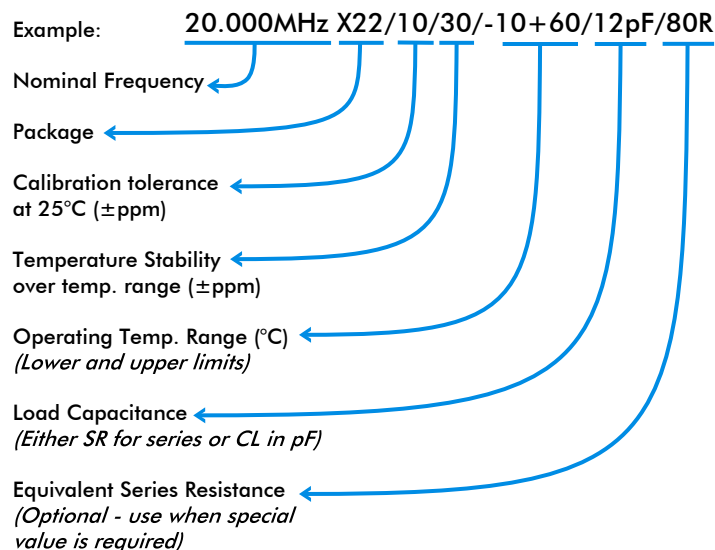 Example: 20.000MHz X22/10/30/-10+60/12pF/80R
Nominal Frequency
Package
Calibration tolerance
at 25°C (±ppm)
Temperature Stability
over temp. range (±ppm)
Operating Temp. Range (°C)
(Lower and upper limits)
Load Capacitance
(Either SR for series or CL in pF)
Equivalent Series Resistance
(Optional - use when special
value is required)